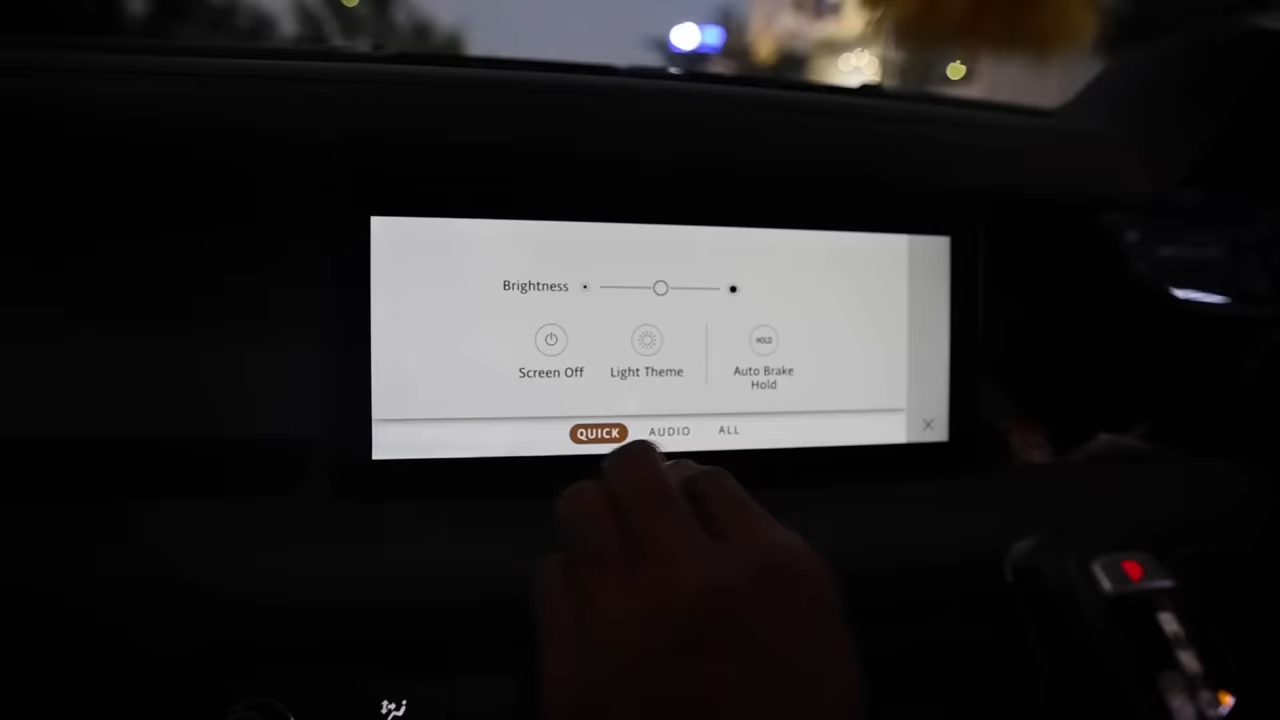 Brightness
Screen Off
Light Theme
HOLD
Auto Brake
Hold
QUICK
AUDIO
ALL